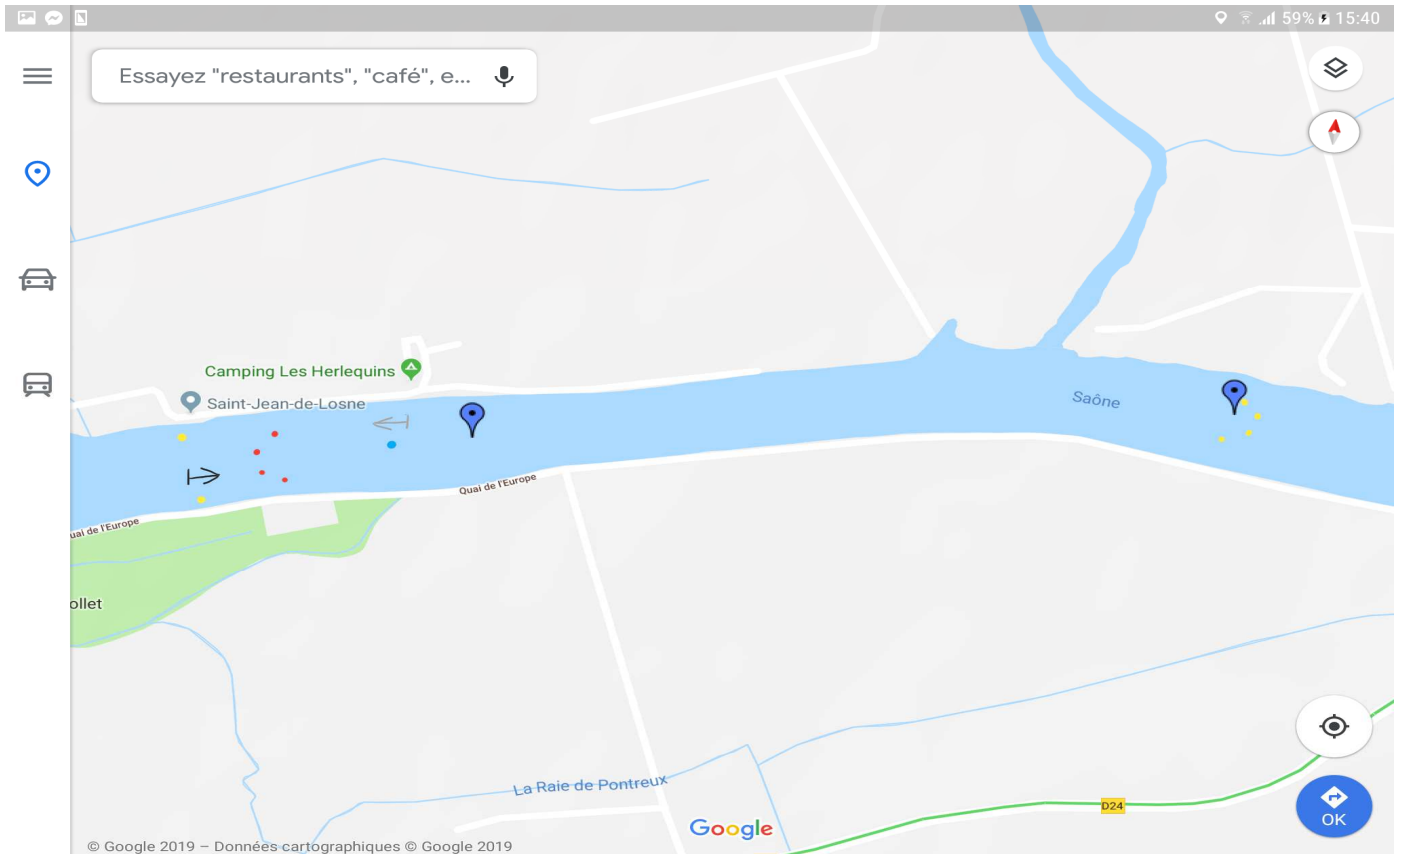 59% 15:40
Essayez "restaurants", "café", e...
Camping Les Herlequins
Saint-Jean-de-Losne
Saône
Quai de l'Europe
uai de l'Europe
ollet
La Raie de Pontreux
D24
Google
OK
© Google 2019 – Données cartographiques © Google 2019